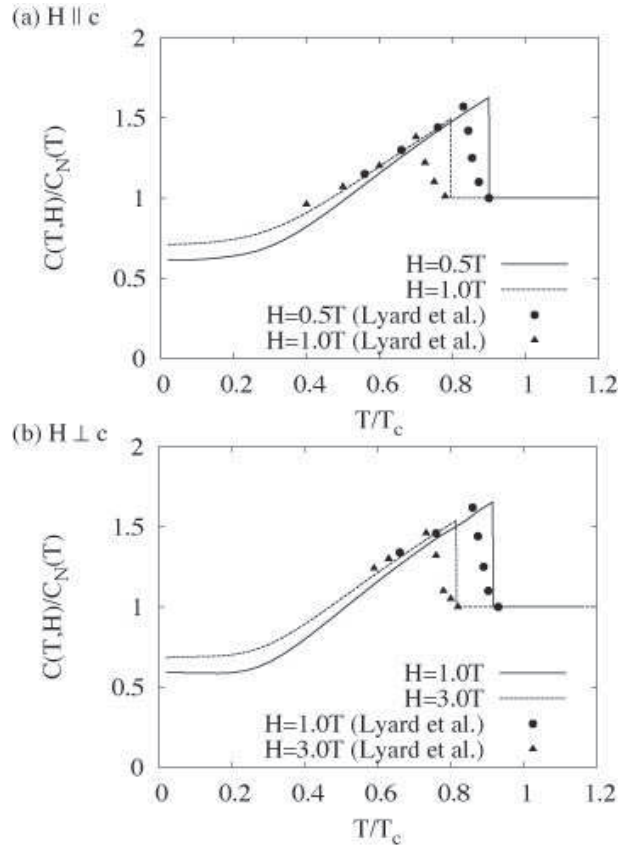 (a) H || c
2
1.5
1
0.5
0
C(T,H)/C_N(T)
H=0.5T
H=1.0T
H=0.5T (Lyard et al.)
H=1.0T (Lyard et al.)
0 0.2 0.4 0.6 0.8 1 1.2
T/T_c
(b) H ⊥ c
2
1.5
1
0.5
0
C(T,H)/C_N(T)
H=1.0T
H=3.0T
H=1.0T (Lyard et al.)
H=3.0T (Lyard et al.)
0 0.2 0.4 0.6 0.8 1 1.2
T/T_c